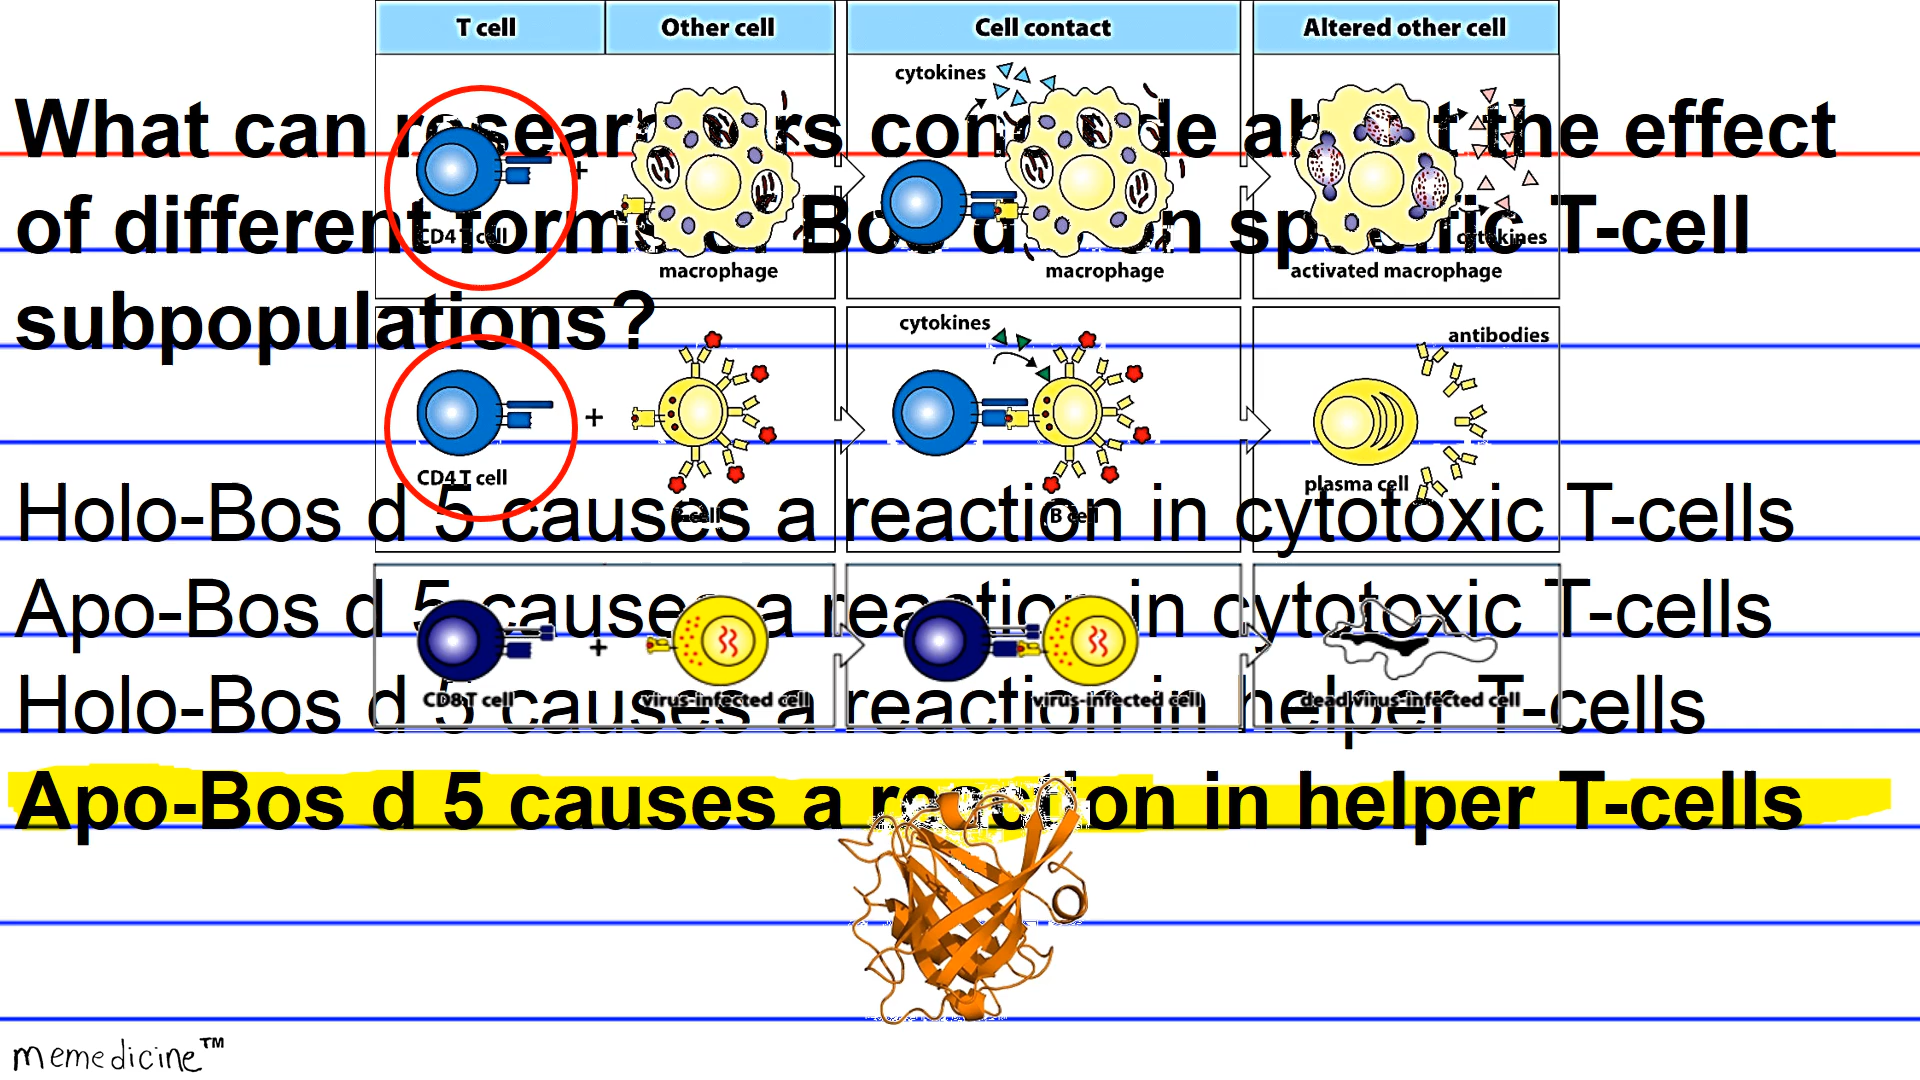 T cell
Other cell
Cell contact
Altered other cell
cytokines
What can researchers conclude about the effect
of different forms of Bos d 5 on specific T-cell
subpopulations?
CD4 T cell
+
macrophage
macrophage
cytokines
activated macrophage
cytokines
antibodies
+
CD4 T cell
B cell
B cell
plasma cell
Holo-Bos d 5 causes a reaction in cytotoxic T-cells
Apo-Bos d 5 causes a reaction in cytotoxic T-cells
+
CD8 T cell
virus-infected cell
virus-infected cell
dead virus-infected cell
Holo-Bos d 5 causes a reaction in helper T-cells
Apo-Bos d 5 causes a reaction in helper T-cells
memedicine™